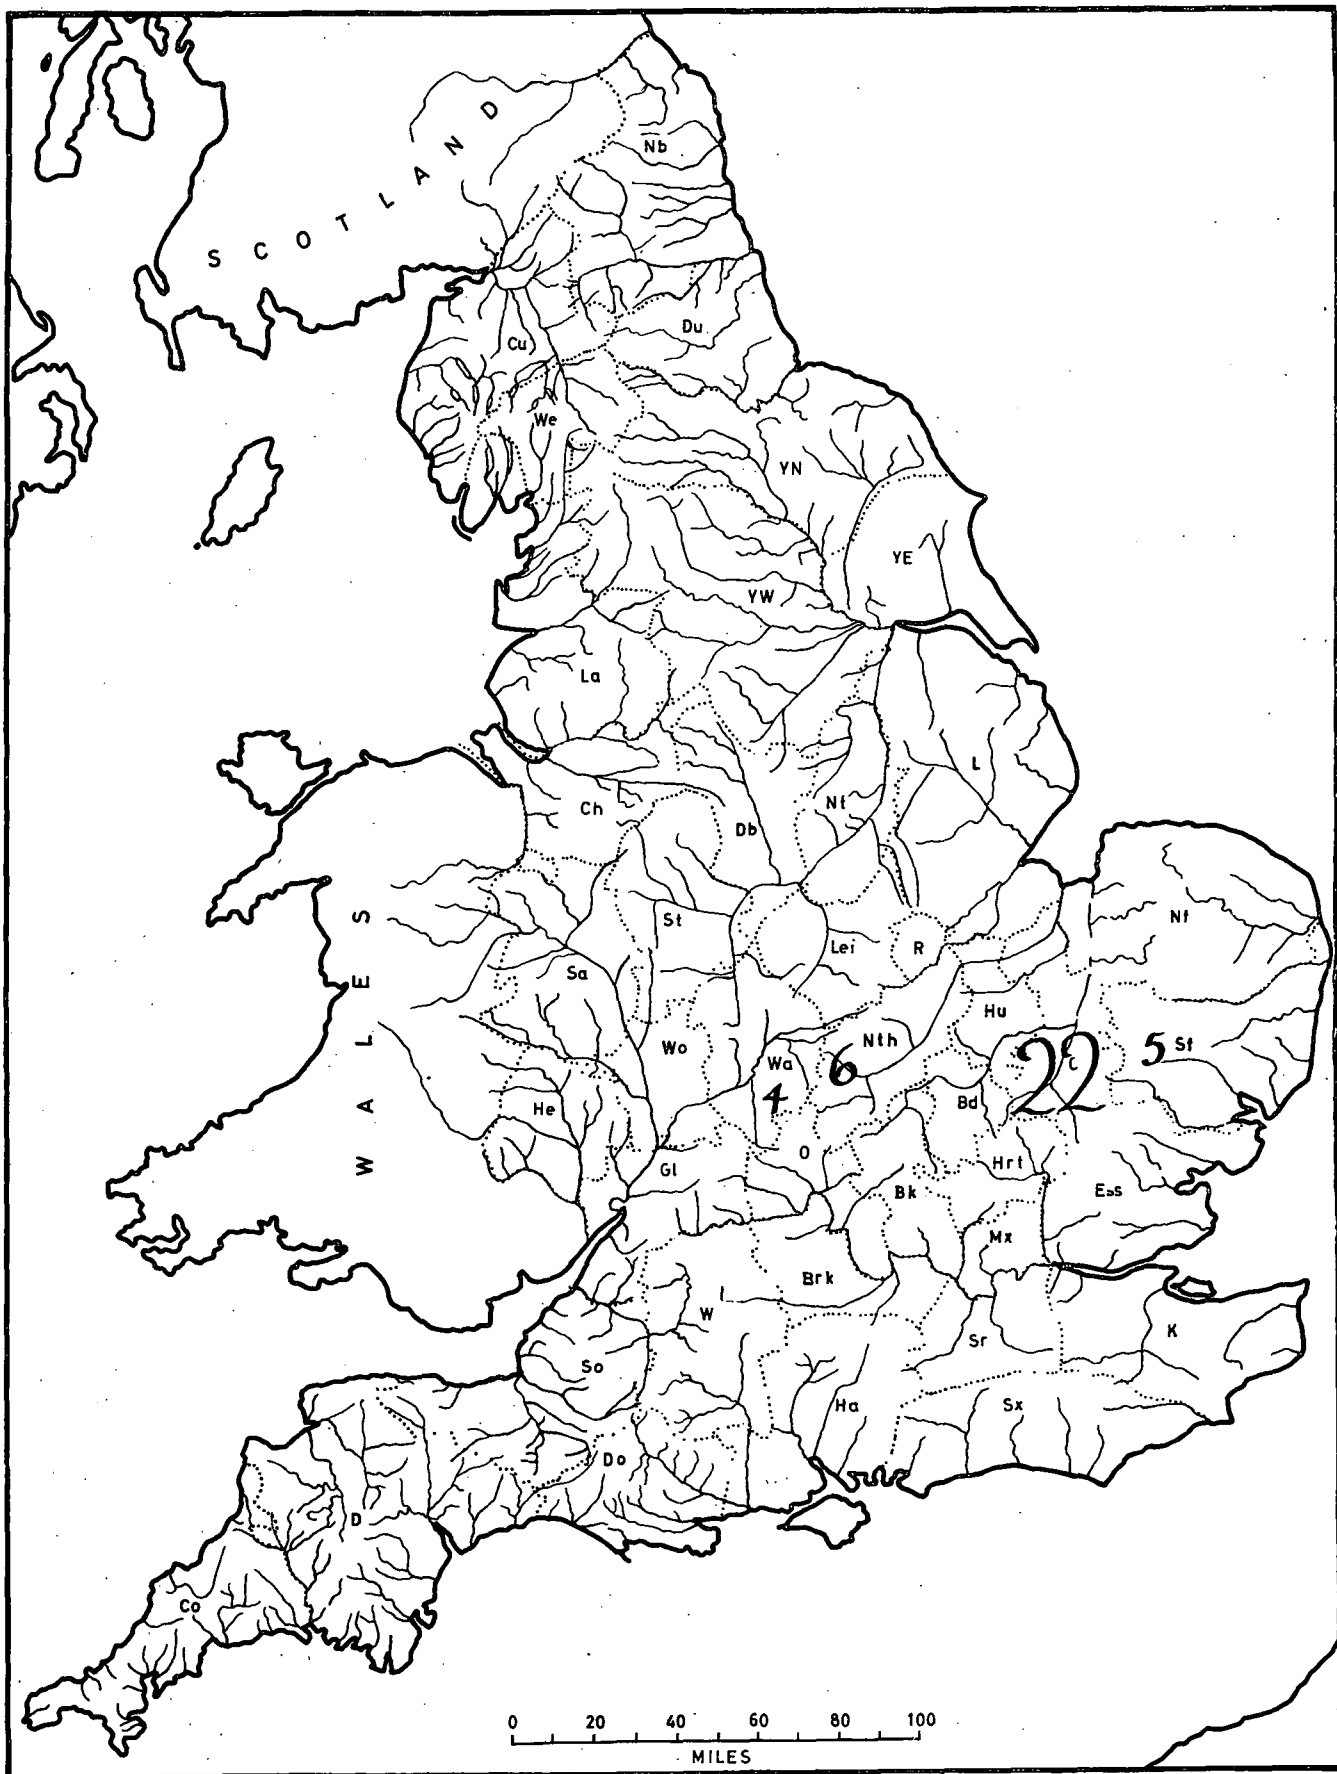 SCOTLAND
Nb
Cu
Du
We
YN
YE
YW
La
L
Ch
Db
Nt
St
Lei
R
Nf
Sa
WALES
Hu
Wo
Wa
4
Nth
6
C
22
5
Sf
He
Bd
O
Gl
Hrt
Bk
Ess
Mx
Brk
W
So
Sr
K
Ha
Sx
Do
D
Co
0 20 40 60 80 100
MILES